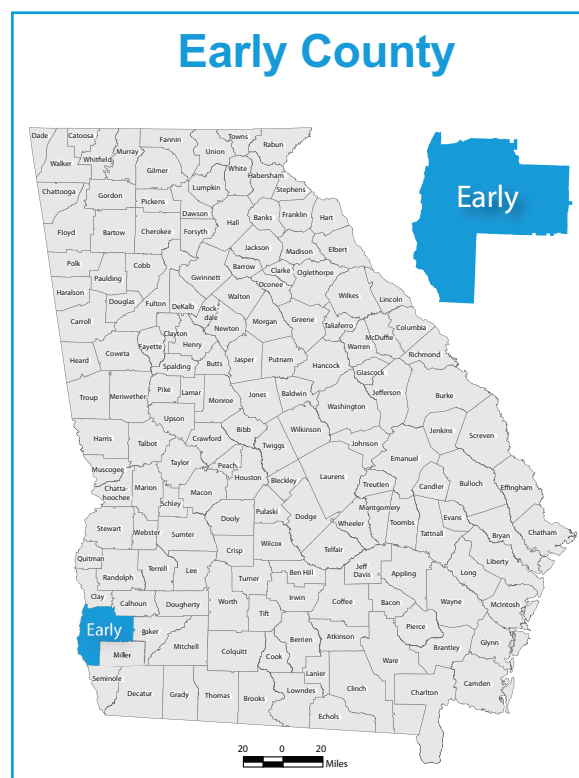 Early County
Dade
Catoosa
Fannin
Towns
Rabun
Murray
Union
Walker
Whitfield
Gilmer
White
Habersham
Chattooga
Gordon
Lumpkin
Stephens
Pickens
Dawson
Banks
Franklin
Hart
Floyd
Bartow
Cherokee
Forsyth
Hall
Jackson
Madison
Elbert
Polk
Cobb
Barrow
Clarke
Oglethorpe
Paulding
Gwinnett
Oconee
Haralson
Douglas
Fulton
DeKalb
Walton
Wilkes
Lincoln
Rock-
dale
Carroll
Newton
Morgan
Greene
Taliaferro
Columbia
Clayton
McDuffie
Fayette
Henry
Warren
Richmond
Heard
Coweta
Spalding
Butts
Jasper
Putnam
Hancock
Glascock
Troup
Meriwether
Pike
Lamar
Monroe
Jones
Baldwin
Jefferson
Burke
Washington
Upson
Bibb
Wilkinson
Jenkins
Screven
Harris
Talbot
Crawford
Twiggs
Johnson
Emanuel
Muscogee
Taylor
Peach
Houston
Bleckley
Laurens
Treutlen
Candler
Bulloch
Effingham
Chatta-
hoochee
Marion
Macon
Schley
Pulaski
Montgomery
Stewart
Webster
Sumter
Dooly
Dodge
Wheeler
Toombs
Evans
Tattnall
Bryan
Chatham
Quitman
Crisp
Wilcox
Telfair
Liberty
Randolph
Terrell
Lee
Turner
Ben Hill
Jeff
Davis
Appling
Long
Clay
Calhoun
Dougherty
Worth
Tift
Irwin
Coffee
Bacon
Wayne
McIntosh
Early
Baker
Mitchell
Colquitt
Berrien
Atkinson
Pierce
Brantley
Glynn
Miller
Cook
Ware
Seminole
Lanier
Clinch
Charlton
Camden
Decatur
Grady
Thomas
Brooks
Lowndes
Echols
Early
20 0 20
Miles